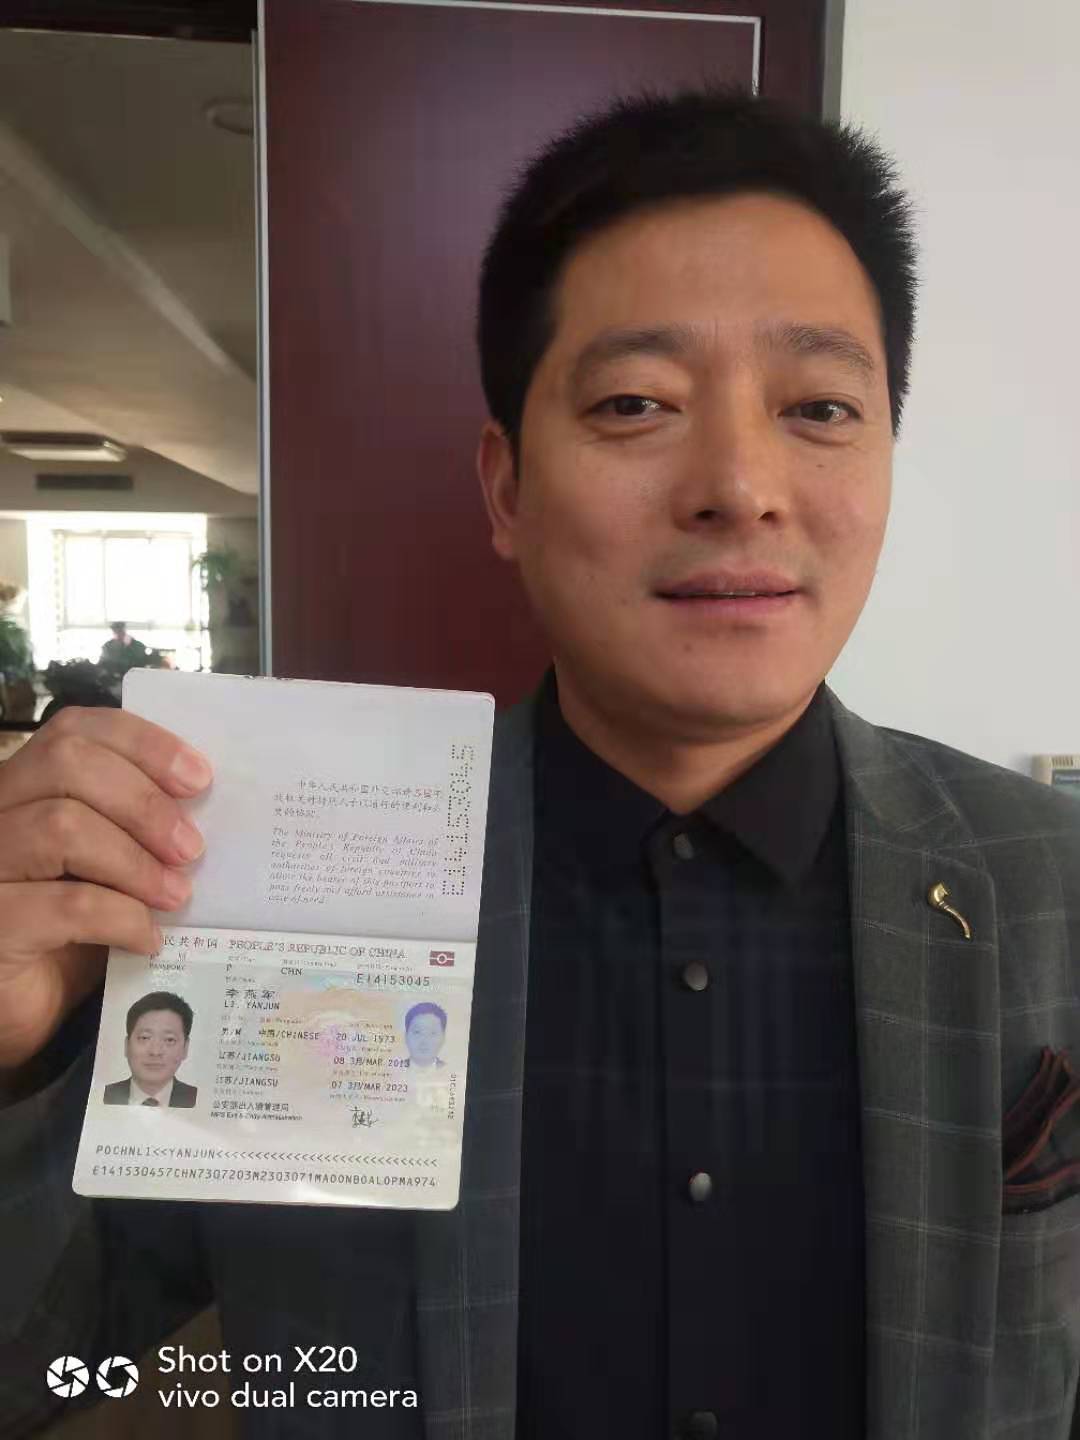 中华人民共和国外交部请各国军
政机关对持照人予以通行的便利和必
要的协助。
The Ministry of Foreign Affairs of
the People's Republic of China
requests all civil and military
authorities of foreign countries to
allow the bearer of this passport to
pass freely and afford assistance in
case of need.
E14153045
民共和国 PEOPLE'S REPUBLIC OF CHINA
PASSPORT
P
CHN
E14153045
李燕军
LI, YANJUN
男/M 中国/CHINESE 20 JUL 1973
江苏/JIANGSU 08 3月/MAR 2013
江苏/JIANGSU 07 3月/MAR 2023
公安部出入境管理局
MPS Exit & Entry Administration
POCHNLI<<YANJUN<<<<<<<<<<<<<<<<<<<<<<<<<<<<<
E141530457CHN7307203M2303071MAOONBOALOPMA974
Shot on X20
vivo dual camera